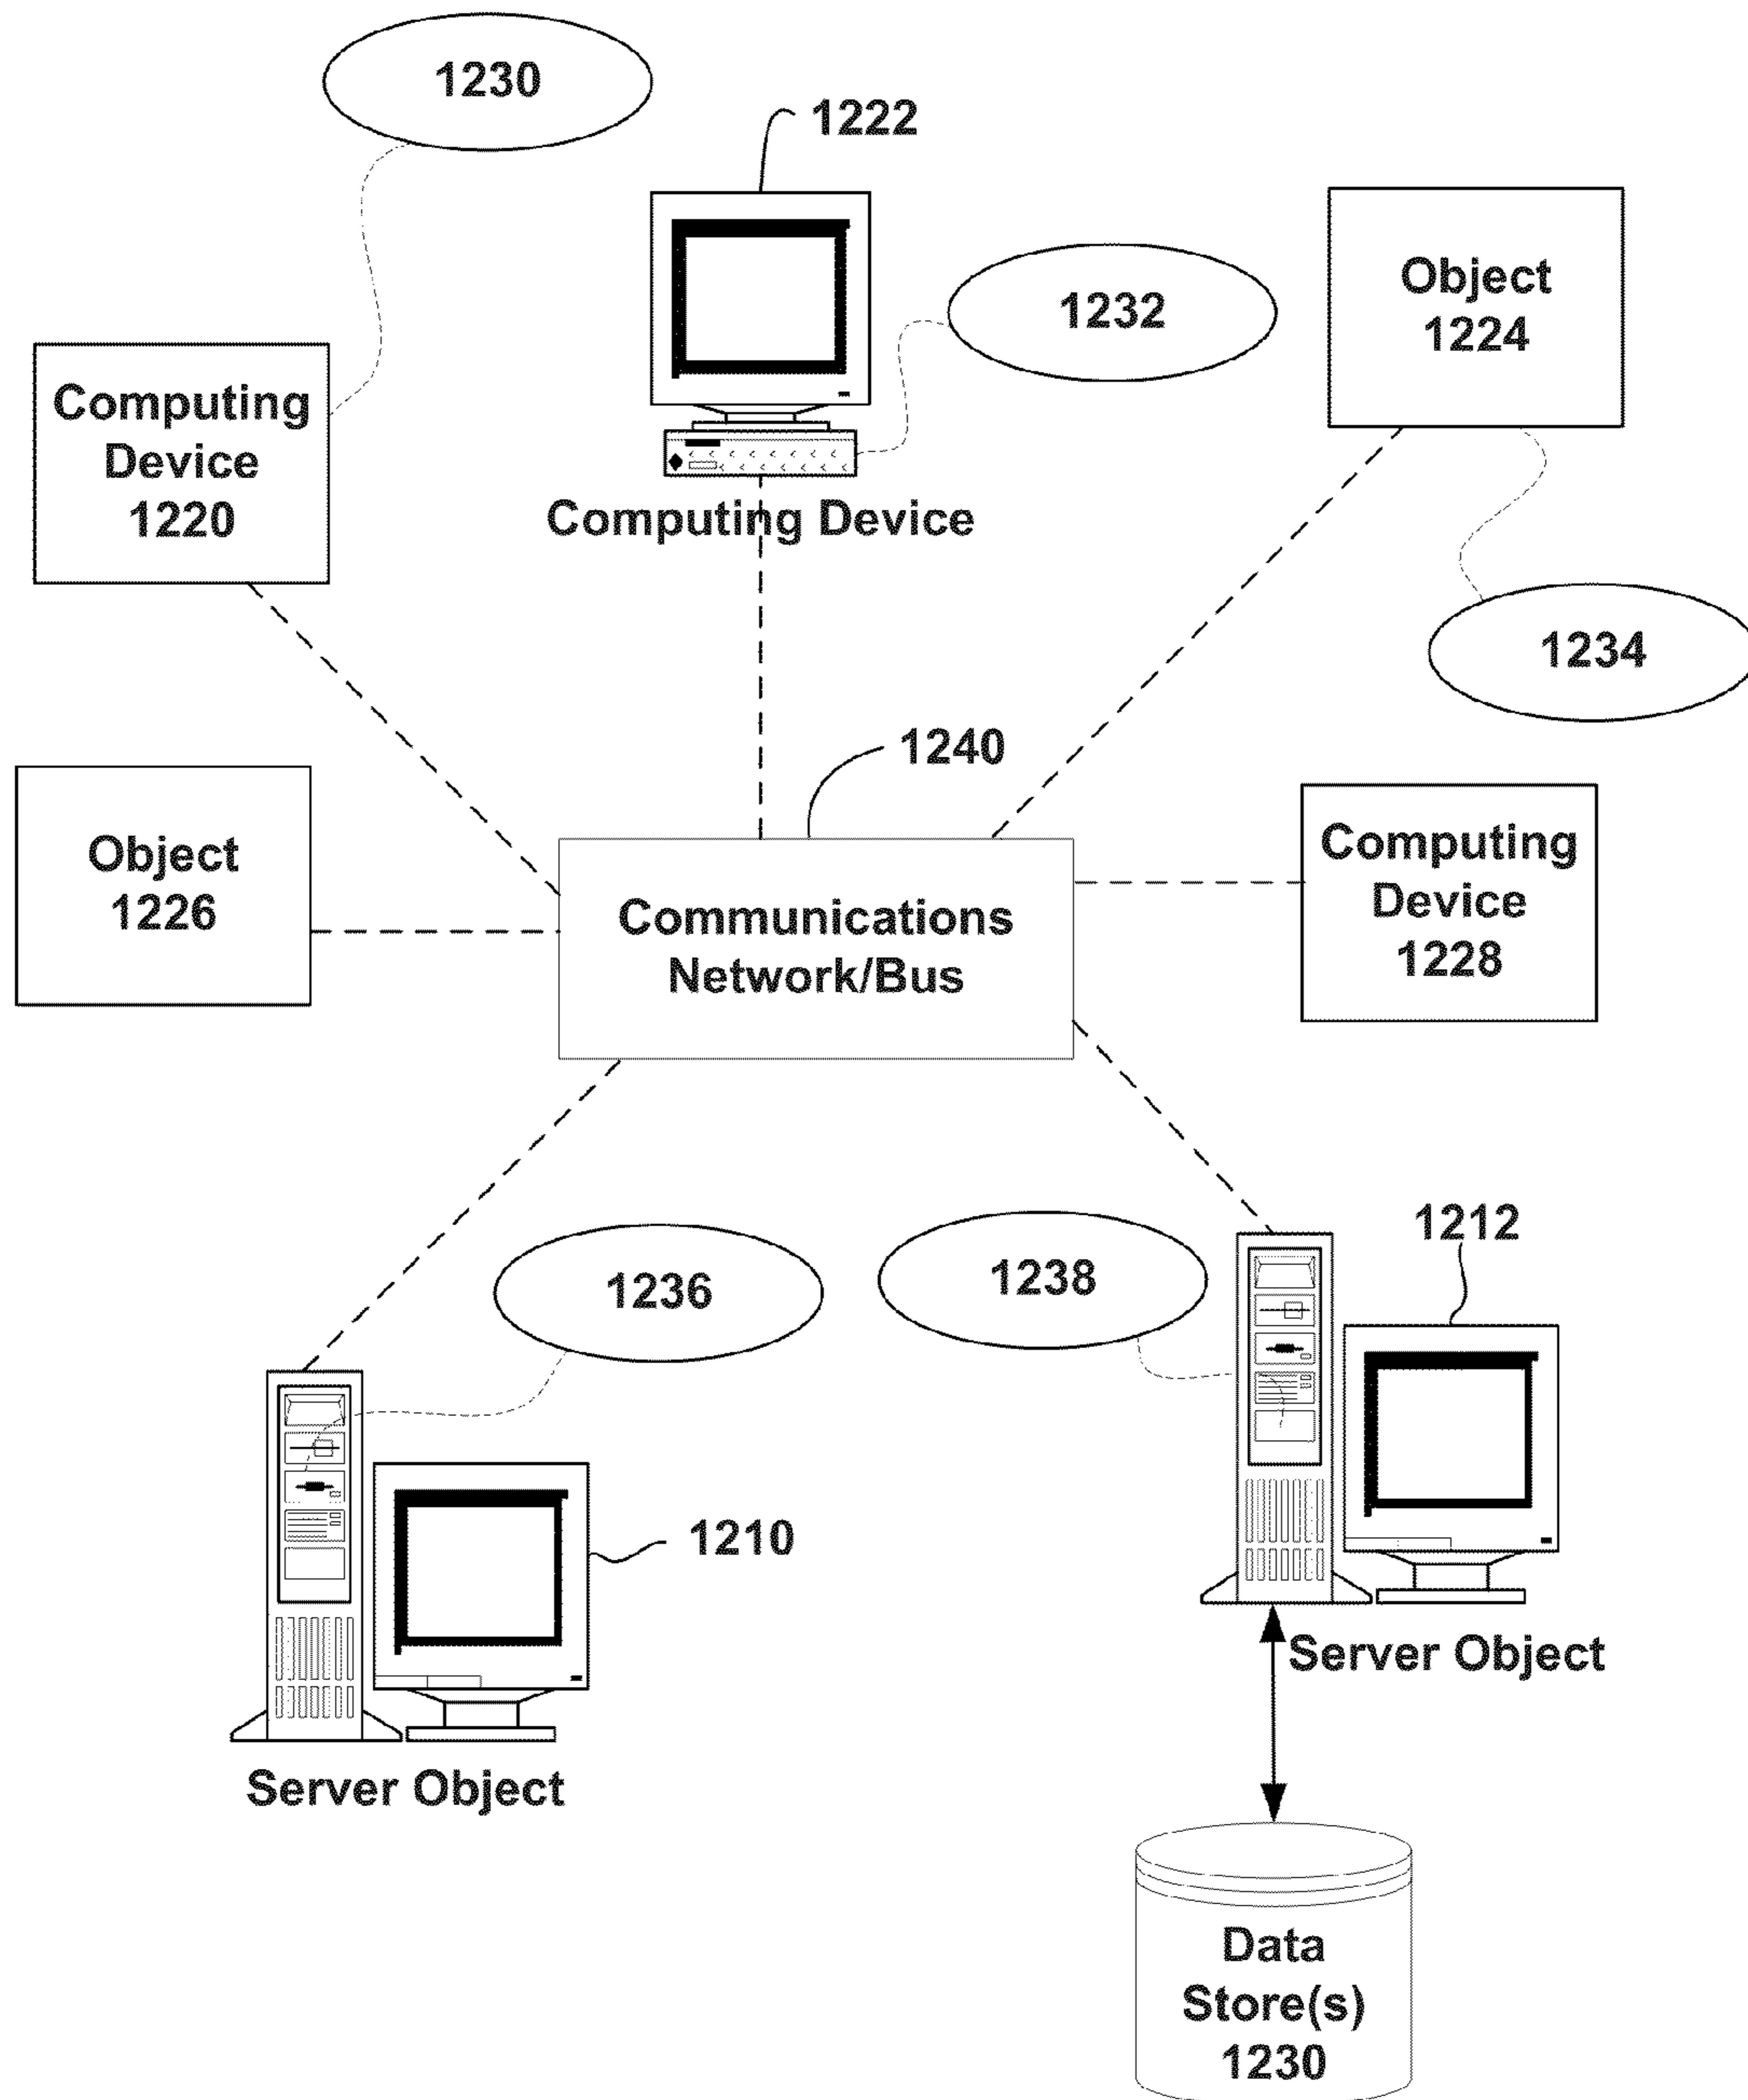 1230
1222
1232
Object
1224
Computing
Device
1220
Computing Device
1234
1240
Object
1226
Communications
Network/Bus
Computing
Device
1228
1236
1238
1212
1210
Server Object
Server Object
Data
Store(s)
1230